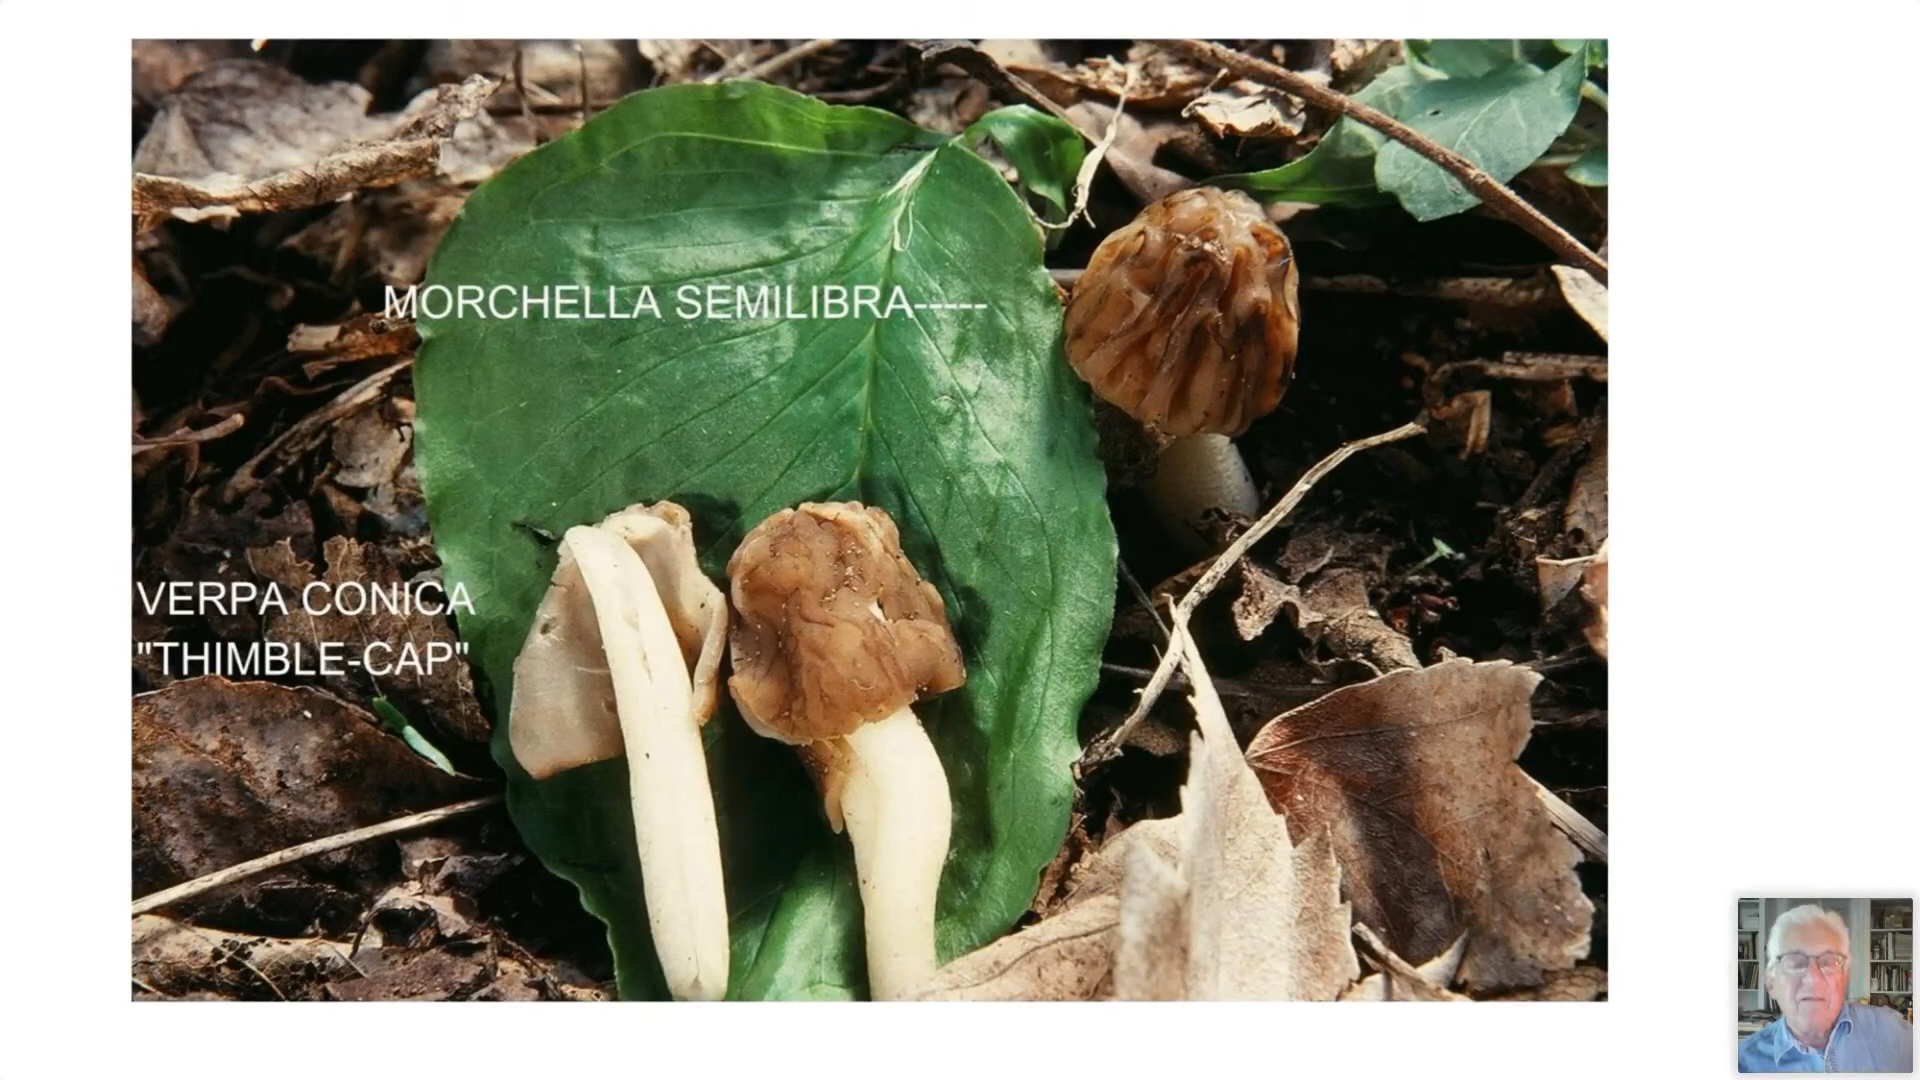 MORCHELLA SEMILIBRA-----
VERPA CONICA
"THIMBLE-CAP"